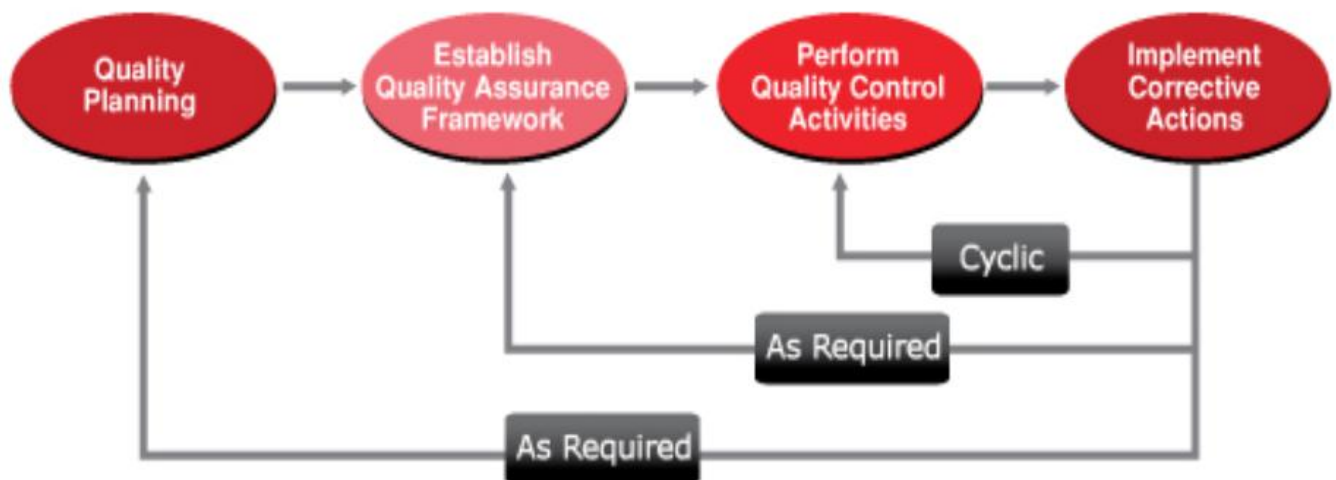 Quality
Planning
Establish
Quality Assurance
Framework
Perform
Quality Control
Activities
Implement
Corrective
Actions
Cyclic
As Required
As Required